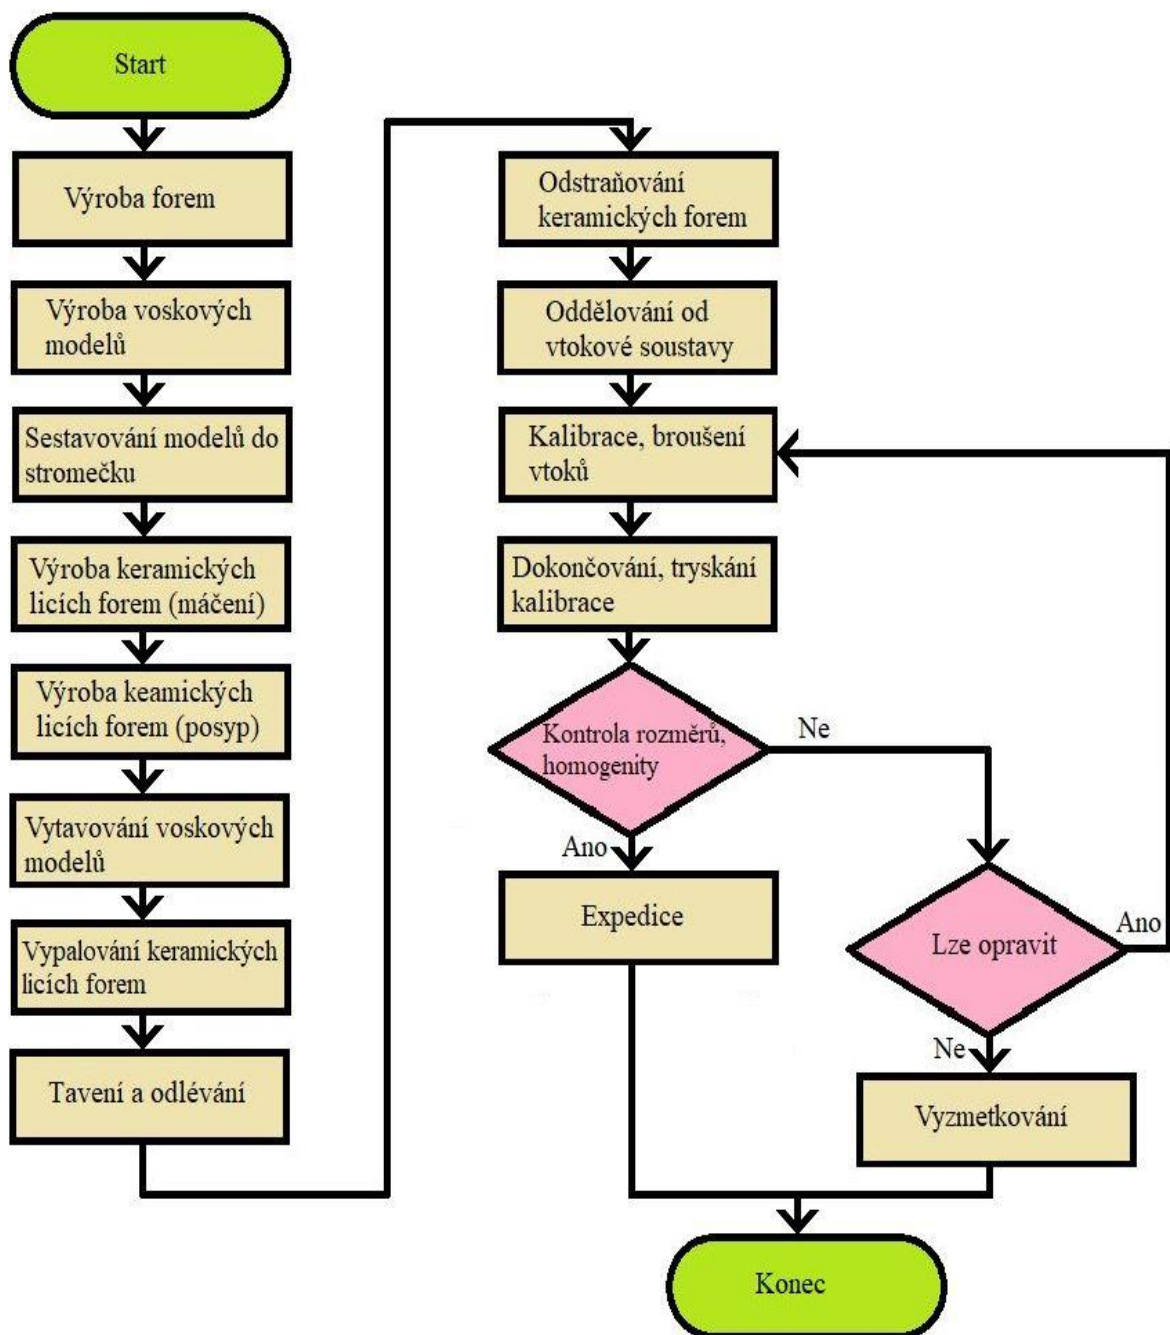 Start
Výroba forem
Výroba voskových
modelů
Sestavování modelů do
stromečku
Výroba keramických
licích forem (máčení)
Výroba keamických
licích forem (posyp)
Vytavování voskových
modelů
Vypalování keramických
licích forem
Tavení a odlévání
Odstraňování
keramických forem
Oddělování od
vtokové soustavy
Kalibrace, broušení
vtoků
Dokončování, tryskání
kalibrace
Kontrola rozměrů,
homogenity
Ne
Ano
Expedice
Lze opravit
Ano
Ne
Vyzmetkování
Konec